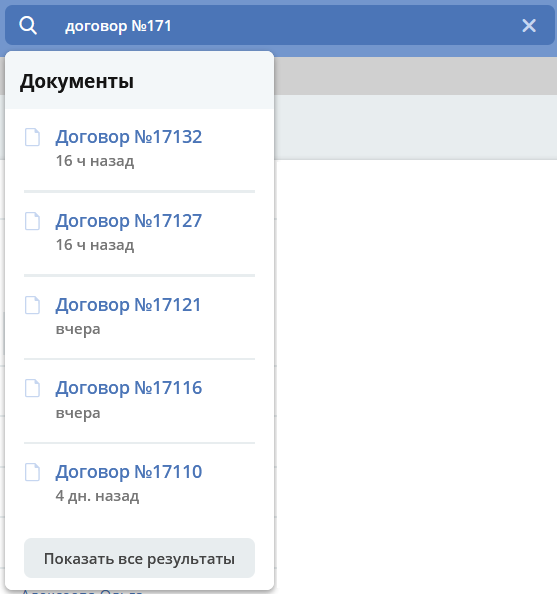 договор №171
Документы
Договор №17132
16 ч назад
Договор №17127
16 ч назад
Договор №17121
вчера
Договор №17116
вчера
Договор №17110
4 дн. назад
Показать все результаты